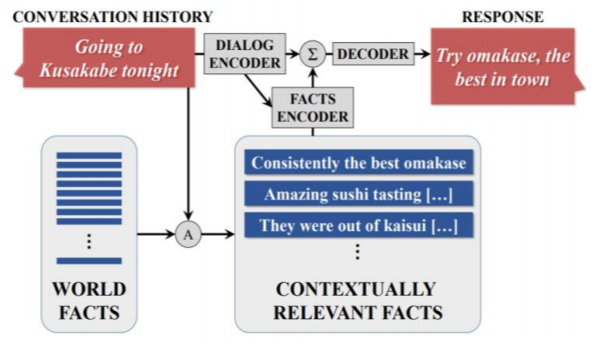 CONVERSATION HISTORY
RESPONSE
Going to
Kusakabe tonight
DIALOG
ENCODER
Σ
DECODER
Try omakase, the
best in town
FACTS
ENCODER
Consistently the best omakase
Amazing sushi tasting […]
They were out of kaisui […]
A
WORLD
FACTS
CONTEXTUALLY
RELEVANT FACTS